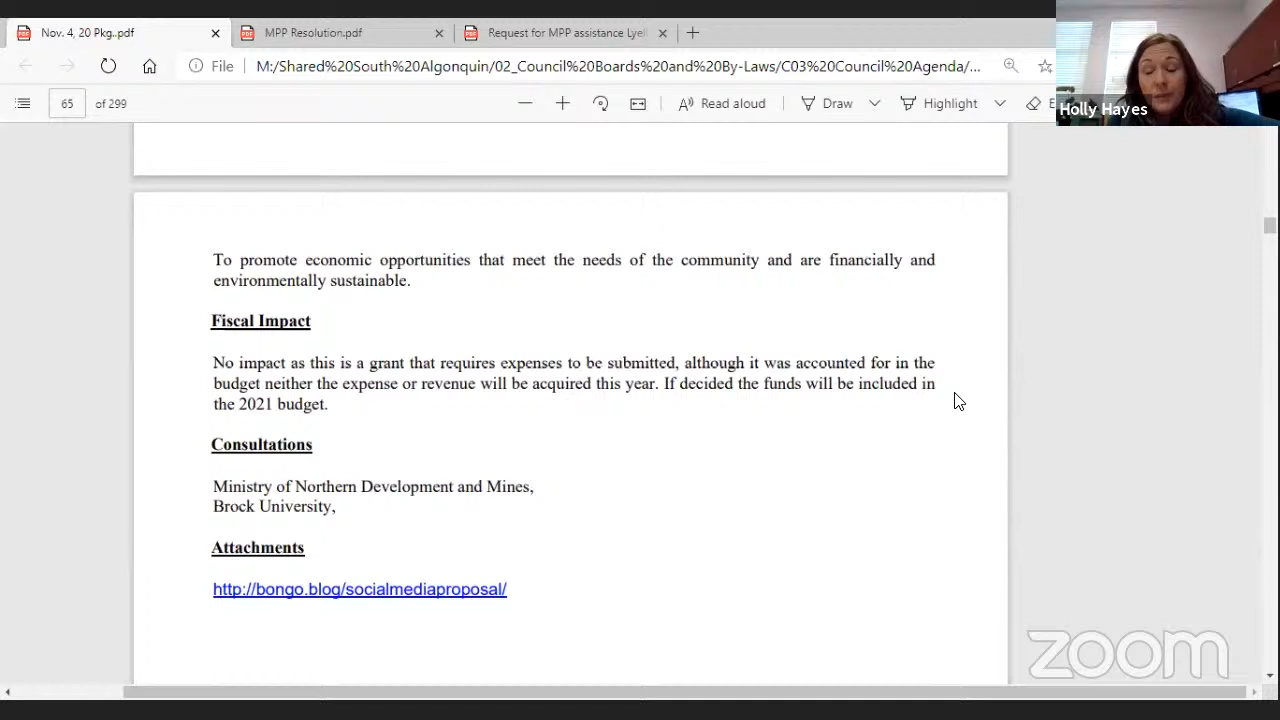 Nov. 4, 20 Pkg..pdf
MPP Resolution.pdf
Request for MPP assistance Lyell
File
M:/Shared%20South%20Algonquin/02_Council%20Boards%20and%20By-Laws/C03%20Council%20Agenda/...
65 of 299
Read aloud
Draw
Highlight
Holly Hayes
To promote economic opportunities that meet the needs of the community and are financially and
environmentally sustainable.
Fiscal Impact
No impact as this is a grant that requires expenses to be submitted, although it was accounted for in the
budget neither the expense or revenue will be acquired this year. If decided the funds will be included in
the 2021 budget.
Consultations
Ministry of Northern Development and Mines,
Brock University,
Attachments
http://bongo.blog/socialmediaproposal/
zoom